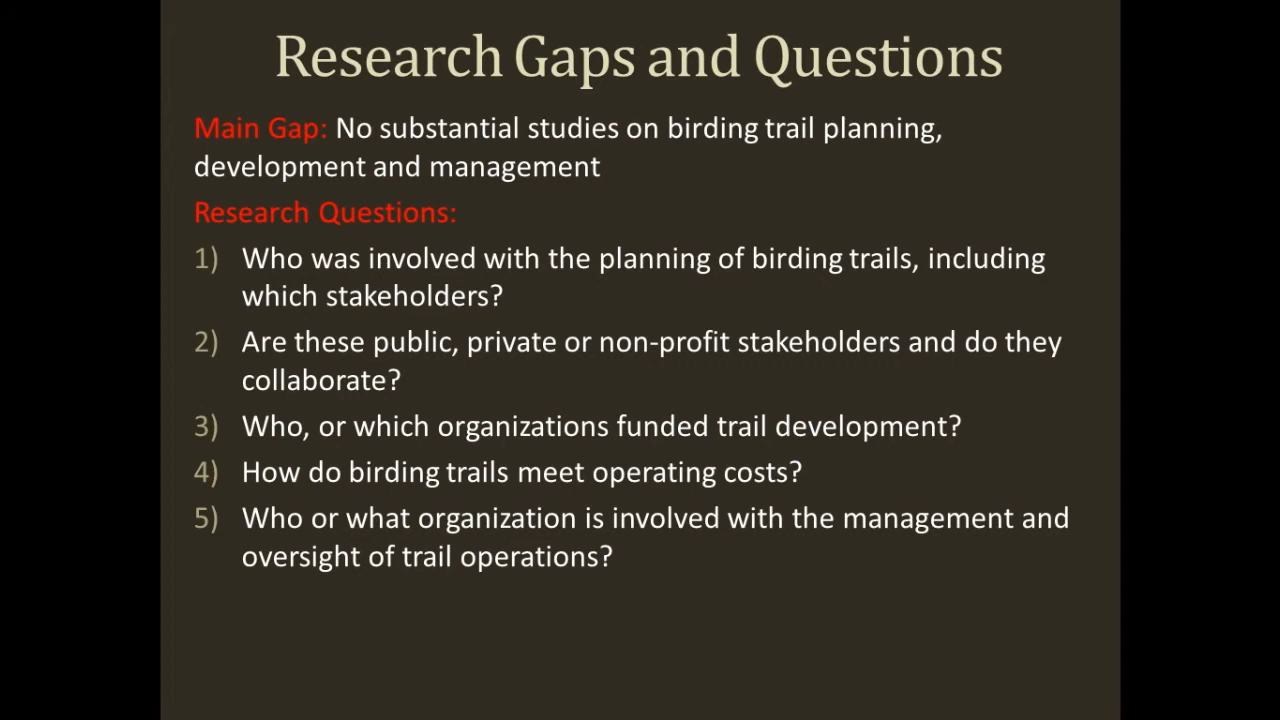 Research Gaps and Questions
Main Gap: No substantial studies on birding trail planning,
development and management
Research Questions:
1) Who was involved with the planning of birding trails, including
which stakeholders?
2) Are these public, private or non-profit stakeholders and do they
collaborate?
3) Who, or which organizations funded trail development?
4) How do birding trails meet operating costs?
5) Who or what organization is involved with the management and
oversight of trail operations?